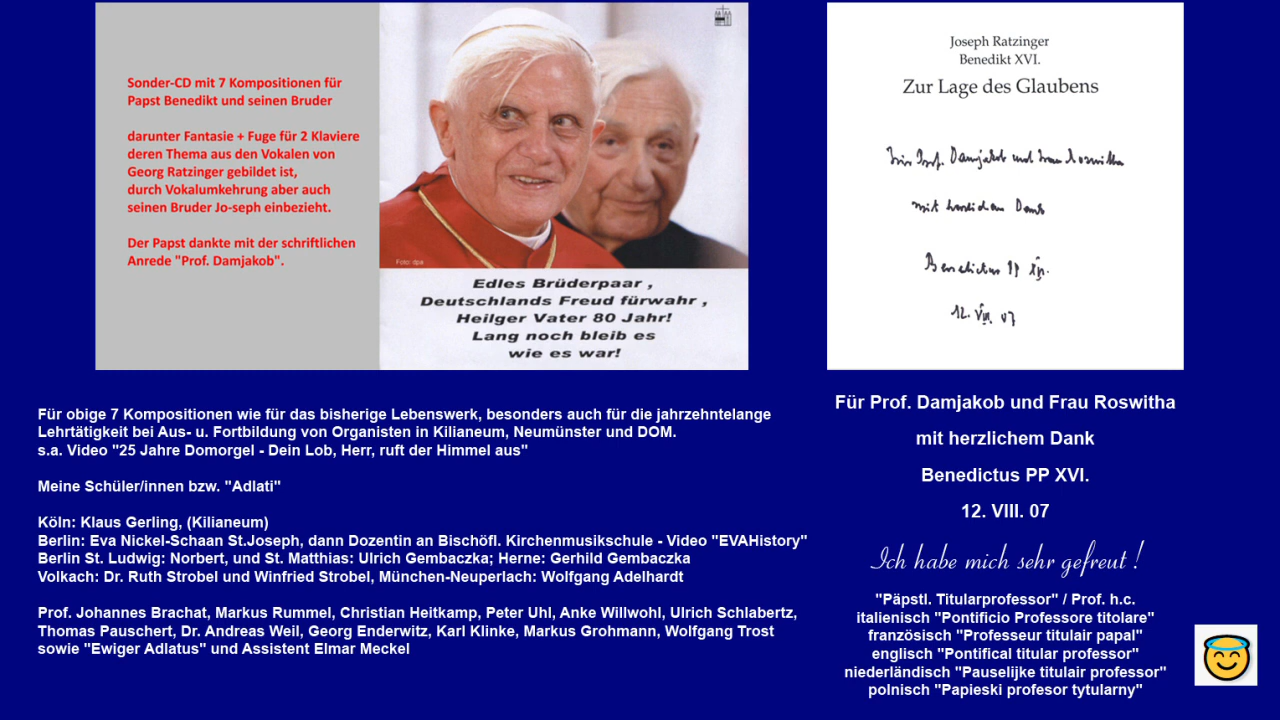 Sonder-CD mit 7 Kompositionen für
Papst Benedikt und seinen Bruder
darunter Fantasie + Fuge für 2 Klaviere
deren Thema aus den Vokalen von
Georg Ratzinger gebildet ist,
durch Vokalumkehrung aber auch
seinen Bruder Jo-seph einbezieht.
Der Papst dankte mit der schriftlichen
Anrede "Prof. Damjakob".
Foto: dpa
Edles Brüderpaar ,
Deutschlands Freud fürwahr ,
Heilger Vater 80 Jahr!
Lang noch bleib es
wie es war!
Joseph Ratzinger
Benedikt XVI.
Zur Lage des Glaubens
Für Prof. Damjakob und Frau Roswitha
mit herzlichem Dank
Benedictus PP XVI.
12. VIII. 07
Für obige 7 Kompositionen wie für das bisherige Lebenswerk, besonders auch für die jahrzehntelange
Lehrtätigkeit bei Aus- u. Fortbildung von Organisten in Kilianeum, Neumünster und DOM.
s.a. Video "25 Jahre Domorgel - Dein Lob, Herr, ruft der Himmel aus"
Meine Schüler/innen bzw. "Adlati"
Köln: Klaus Gerling, (Kilianeum)
Berlin: Eva Nickel-Schaan St.Joseph, dann Dozentin an Bischöfl. Kirchenmusikschule - Video "EVAHistory"
Berlin St. Ludwig: Norbert, und St. Matthias: Ulrich Gembaczka; Herne: Gerhild Gembaczka
Volkach: Dr. Ruth Strobel und Winfried Strobel, München-Neuperlach: Wolfgang Adelhardt
Prof. Johannes Brachat, Markus Rummel, Christian Heitkamp, Peter Uhl, Anke Willwohl, Ulrich Schlabertz,
Thomas Pauschert, Dr. Andreas Weil, Georg Enderwitz, Karl Klinke, Markus Grohmann, Wolfgang Trost
sowie "Ewiger Adlatus" und Assistent Elmar Meckel
Für Prof. Damjakob und Frau Roswitha
mit herzlichem Dank
Benedictus PP XVI.
12. VIII. 07
Ich habe mich sehr gefreut !
"Päpstl. Titularprofessor" / Prof. h.c.
italienisch "Pontificio Professore titolare"
französisch "Professeur titulair papal"
englisch "Pontifical titular professor"
niederländisch "Pauselijke titulair professor"
polnisch "Papieski profesor tytularny"